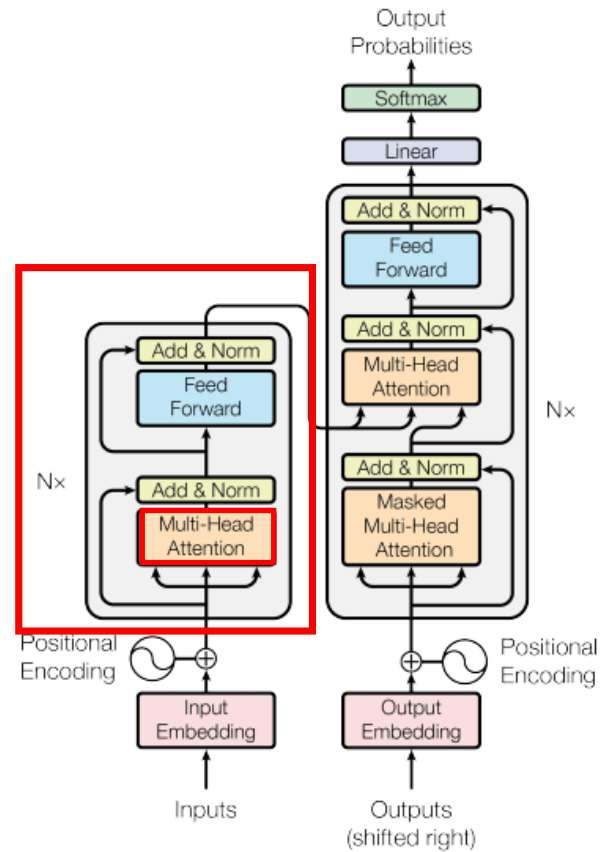 Output
Probabilities
Softmax
Linear
Add & Norm
Feed
Forward
Add & Norm
Multi-Head
Attention
Nx
Add & Norm
Masked
Multi-Head
Attention
Add & Norm
Feed
Forward
Nx
Add & Norm
Multi-Head
Attention
Positional
Encoding
Positional
Encoding
Input
Embedding
Output
Embedding
Inputs
Outputs
(shifted right)